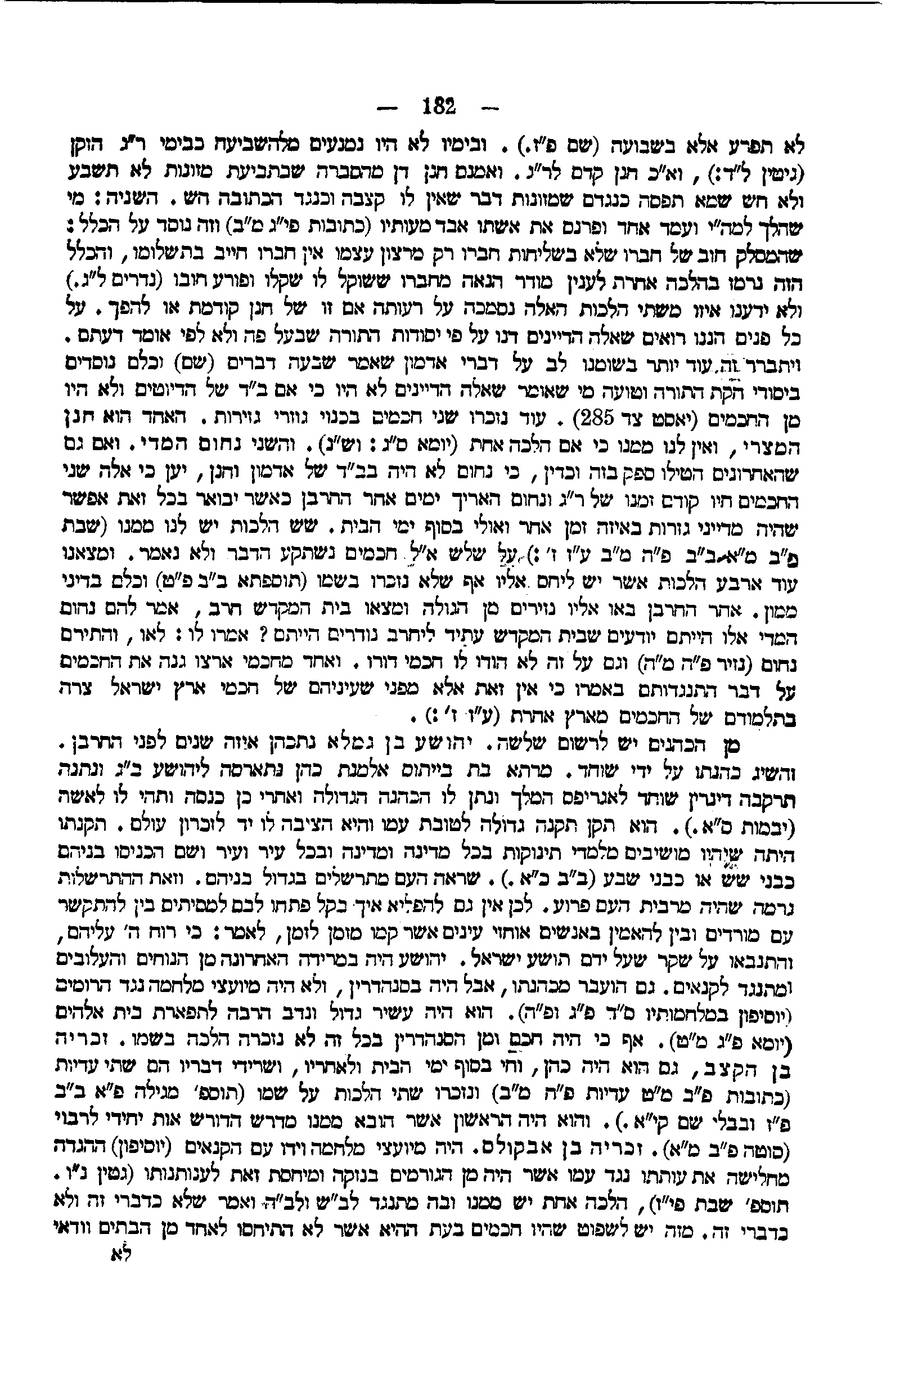 — 182 —
לא תפרע אלא בשבועה (שם פ"ז.) . ובימיו לא היו נמנעים מלהשביעה כבימי ר"ג הזקן
(גיטין ל"ד:) , וא"כ חנן קדם לר"ג . ואמנם חנן דן מהסברה שבתביעת מזונות לא תשבע
ולא חש שמא תפסה כנגדם שמזונות דבר שאין לו קצבה וכנגד הכתובה חש . השניה : מי
שהלך למה"י ועמד אחד ופרנס את אשתו אבד מעותיו (כתובות פי"ג מ"ב) וזה נוסד על הכלל :
שהמסלק חוב של חברו שלא בשליחות חברו רק מרצון עצמו אין חברו חייב בתשלומו , והכלל
הזה נרמז בהלכה אחרת לענין מודר הנאה מחברו ששוקל לו שקלו ופורע חובו (נדרים ל"ג.)
ולא ידענו איזו משתי הלכות האלה נסמכה על רעותה אם זו של חנן קודמת או להפך . על
כל פנים הננו רואים שאלה הדיינים דנו על פי יסודות התורה שבעל פה ולא לפי אומד דעתם .
ויתברר זה עוד יותר בשומנו לב על דברי אדמון שאמר שבעה דברים (שם) וכלם נוסדים
ביסודי הקת התורה וטועה מי שאומר שאלה הדיינים לא היו כי אם ב"ד של הדיוטים ולא היו
מן החכמים (יאסט צד 285) . עוד נזכרו שני חכמים בכנוי גוזרי גזירות . האחד הוא חנן
המצרי , ואין לנו ממנו כי אם הלכה אחת (יומא ס"ג : וש"נ) . והשני נחום המדי . ואם גם
שהאחרונים הטילו ספק בזה וכדין , כי נחום לא היה בב"ד של אדמון וחנן , יען כי אלה שני
החכמים חיו קודם זמנו של ר"ג ונחום האריך ימים אחר החרבן כאשר יבואר בכל זאת אפשר
שהיה מדייני גזרות באיזה זמן אחר ואולי בסוף ימי הבית . שש הלכות יש לנו ממנו (שבת
פ"ב מ"א ב"ב פ"ה מ"ב ע"ז ז' :) על שלש א"ל חכמים נשתקע הדבר ולא נאמר . ומצאנו
עוד ארבע הלכות אשר יש ליחס אליו אף שלא נזכרו בשמו (תוספתא ב"ב פ"ט) וכלם בדיני
ממון . אחר החרבן באו אליו נזירים מן הגולה ומצאו בית המקדש חרב , אמר להם נחום
המדי אלו הייתם יודעים שבית המקדש עתיד ליחרב נודרים הייתם ? אמרו לו : לאו , והתירם
נחום (נזיר פ"ה מ"ה) וגם על זה לא הודו לו חכמי דורו . ואחד מחכמי ארצו גנה את החכמים
על דבר התנגדותם באמרו כי אין זאת אלא מפני שעיניהם של חכמי ארץ ישראל צרה
בתלמודם של החכמים מארץ אחרת (ע"ז ז' :) .
מן הכהנים יש לרשום שלשה . יהושע בן גמלא נתכהן איזה שנים לפני החרבן .
והשיג כהנתו על ידי שוחד . מרתא בת בייתוס אלמנת כהן נתארסה ליהושע ב"ג ונתנה
תרקבה דינרין שוחד לאגריפס המלך ונתן לו הכהנה הגדולה ואחרי כן כנסה ותהי לו לאשה
(יבמות ס"א.) . הוא תקן תקנה גדולה לטובת עמו והיא הציבה לו יד לזכרון עולם . תקנתו
היתה שיהיו מושיבים מלמדי תינוקות בכל מדינה ומדינה ובכל עיר ועיר ושם הכניסו בניהם
כבני שש או כבני שבע (ב"ב כ"א .) . שראה העם מתרשלים בגדול בניהם . וזאת ההתרשלות
גרמה שהיה מרבית העם פרוע . לכן אין גם להפליא איך בקל פתחו לבם למסיתים בין להתקשר
עם מורדים ובין להאמין באנשים אוחזי עינים אשר קמו מזמן לזמן , לאמר : כי רוח ה' עליהם ,
והתנבאו על שקר שעל ידם תושע ישראל . יהושע היה במרידה האחרונה מן הנוחים והעלובים
ומתנגד לקנאים . גם הועבר מכהנתו , אבל היה בסנהדרין , ולא היה מיועצי מלחמה נגד הרומים
(יוסיפון במלחמותיו ס"ד פ"ג ופ"ה) . הוא היה עשיר גדול ונדב הרבה לתפארת בית אלהים
(יומא פ"ג מ"ט) . אף כי היה חכם ומן הסנהדרין בכל זה לא נזכרה הלכה בשמו . זכריה
בן הקצב , גם הוא היה כהן , וחי בסוף ימי הבית ולאחריו , ושרידי דבריו הם שתי עדיות
(כתובות פ"ב מ"ט עדיות פ"ח מ"ב) ונזכרו שתי הלכות על שמו (תוספ' מגילה פ"א ב"ב
פ"ז ובבלי שם קי"א .) . והוא היה הראשון אשר הובא ממנו מדרש הדורש אות יחידי לרבוי
(סוטה פ"ב מ"א) . זכריה בן אבקולס . היה מיועצי מלחמה וידו עם הקנאים (יוסיפון) ההגדה
מחלישה את עותתו נגד עמו אשר היה מן הגורמים בנזקה ומיחסת זאת לענותנותו (גטין נ"ו .
תוספ' שבת פי"ז) , הלכה אחת יש ממנו ובה מתנגד לב"ש ולב"ה ואמר שלא כדברי זה ולא
כדברי זה . מזה יש לשפוט שהיו חכמים בעת ההיא אשר לא התיחסו לאחד מן הבתים וודאי
לא